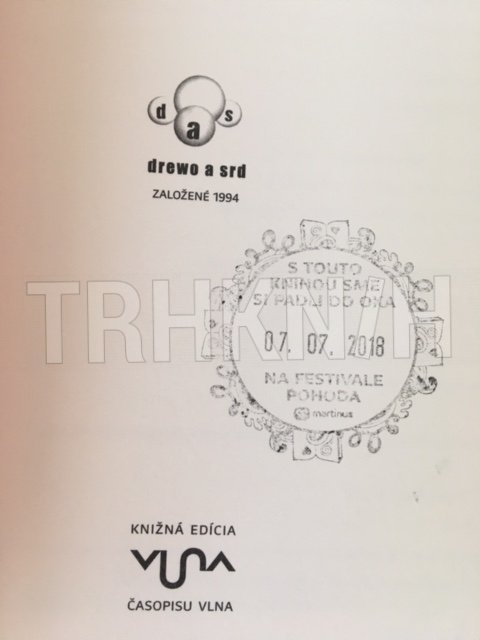 d a s
drewo a srd
ZALOŽENÉ 1994
S TOUTO
KNIHOU SME
SI PADLI DO OKA
07. 07. 2018
NA FESTIVALE
POHODA
martinus
TRHKNÍH
KNIŽNÁ EDÍCIA
VLNA
ČASOPISU VLNA